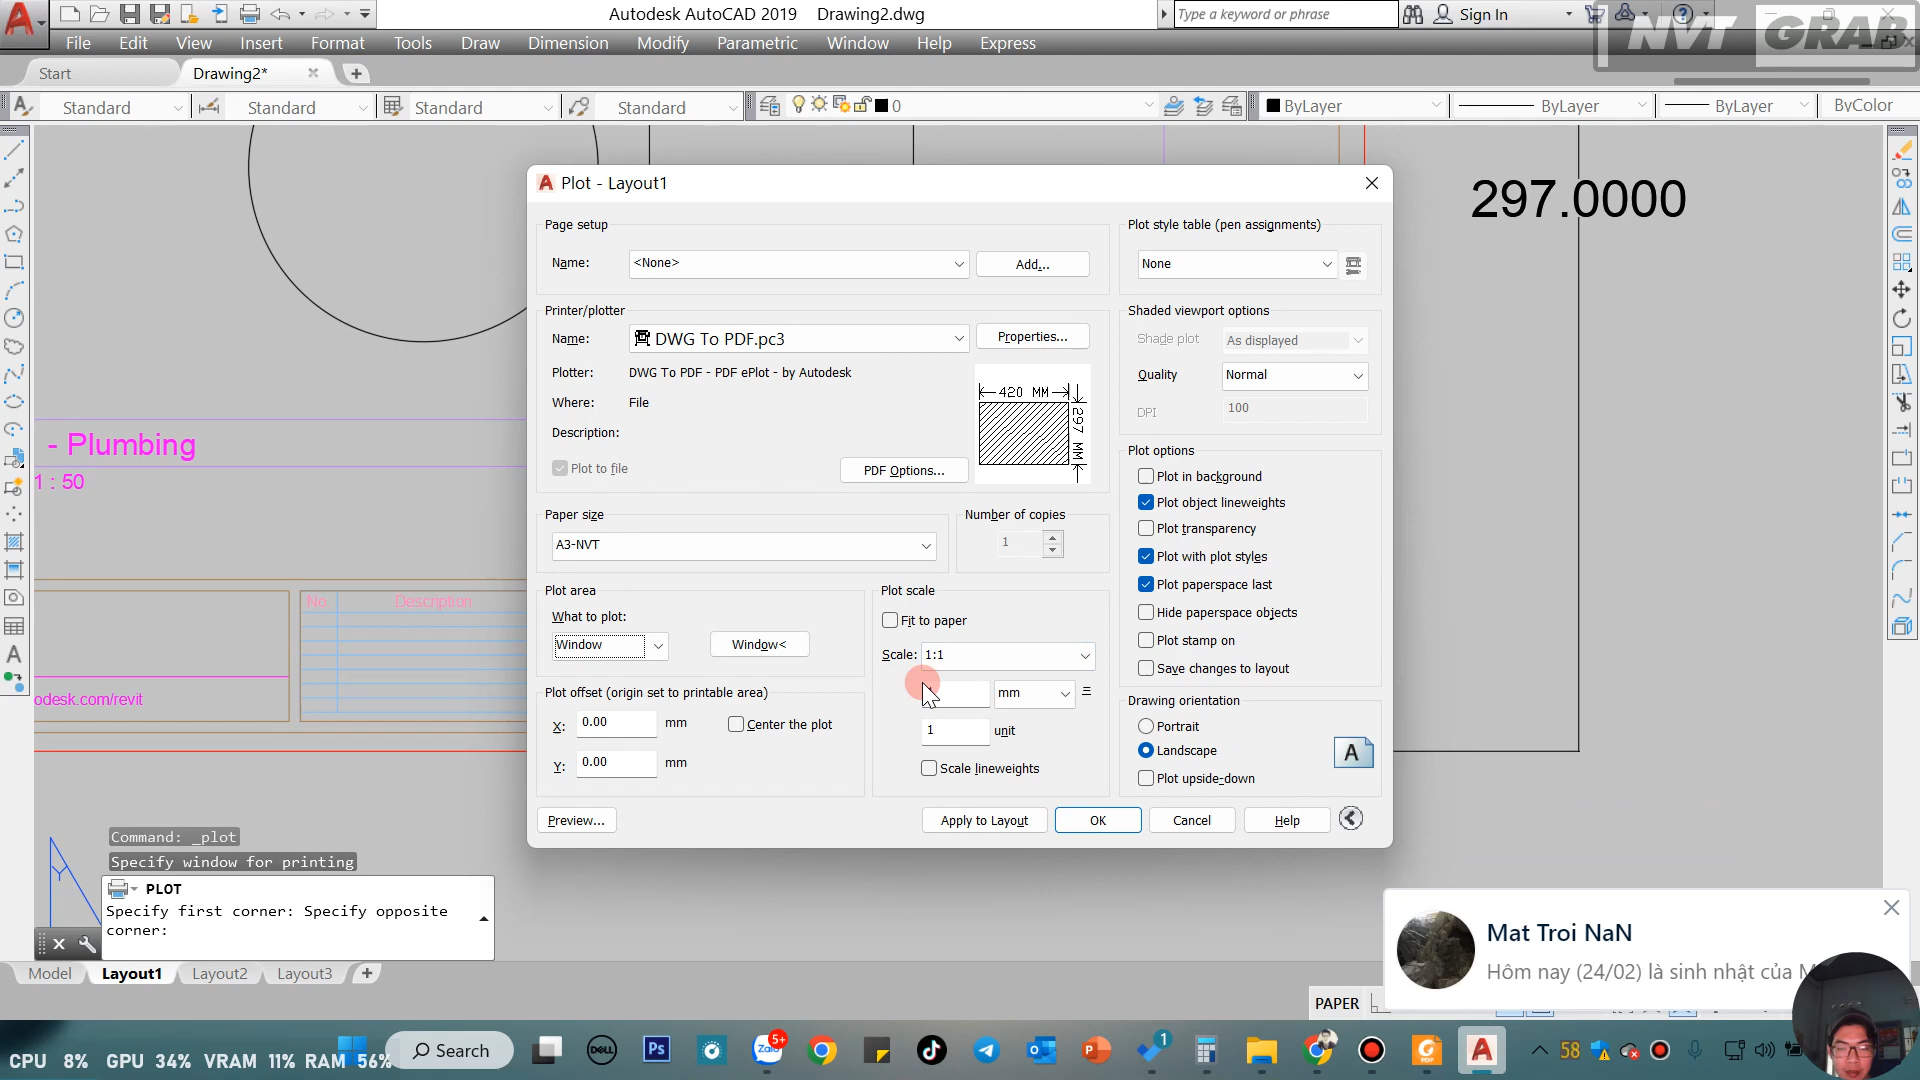 Autodesk AutoCAD 2019 Drawing2.dwg
Type a keyword or phrase
Sign In
NVT GRAB
File Edit View Insert Format Tools Draw Dimension Modify Parametric Window Help Express
Start
Drawing2*
Standard
Standard
Standard
Standard
0
ByLayer
ByLayer
ByLayer
ByColor
297.0000
- Plumbing
1 : 50
No.
Description
odesk.com/revit
Plot - Layout1
Page setup
Name:
<None>
Add...
Printer/plotter
Name:
DWG To PDF.pc3
Properties...
Plotter:
DWG To PDF - PDF ePlot - by Autodesk
Where:
File
Description:
Plot to file
PDF Options...
420 MM
297 MM
Paper size
A3-NVT
Number of copies
1
Plot area
What to plot:
Window
Window<
Plot scale
Fit to paper
Scale:
1:1
mm
=
1
unit
Scale lineweights
Plot offset (origin set to printable area)
X:
0.00
mm
Center the plot
Y:
0.00
mm
Plot style table (pen assignments)
None
Shaded viewport options
Shade plot
As displayed
Quality
Normal
DPI
100
Plot options
Plot in background
Plot object lineweights
Plot transparency
Plot with plot styles
Plot paperspace last
Hide paperspace objects
Plot stamp on
Save changes to layout
Drawing orientation
Portrait
Landscape
Plot upside-down
A
Preview...
Apply to Layout
OK
Cancel
Help
Y
Command: _plot
Specify window for printing
PLOT
Specify first corner: Specify opposite
corner:
Model
Layout1
Layout2
Layout3
PAPER
Mat Troi NaN
Hôm nay (24/02) là sinh nhật của M
CPU 8% GPU 34% VRAM 11% RAM 56%
Search
DELL
Ps
Zalo
5+
1
PDF
A
58